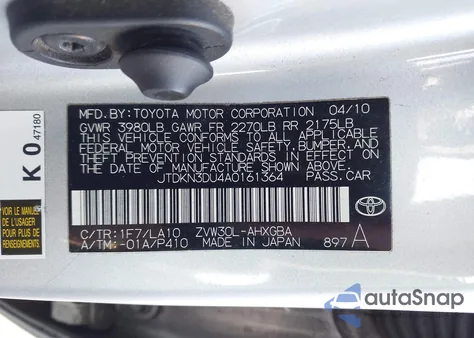 MFD.BY:TOYOTA MOTOR CORPORATION 04/10
GVWR 3980LB GAWR FR 2270LB RR 2175LB
THIS VEHICLE CONFORMS TO ALL APPLICABLE
FEDERAL MOTOR VEHICLE SAFETY,BUMPER,AND
THEFT PREVENTION STANDARDS IN EFFECT ON
THE DATE OF MANUFACTURE SHOWN ABOVE.
JTDKN3DU4A0161364 PASS.CAR
C/TR:1F7/LA10 ZVW30L-AHXGBA
A/TM:-01A/P410 MADE IN JAPAN 897 A
K 0 47180
VOIR MANUEL
autoSnap